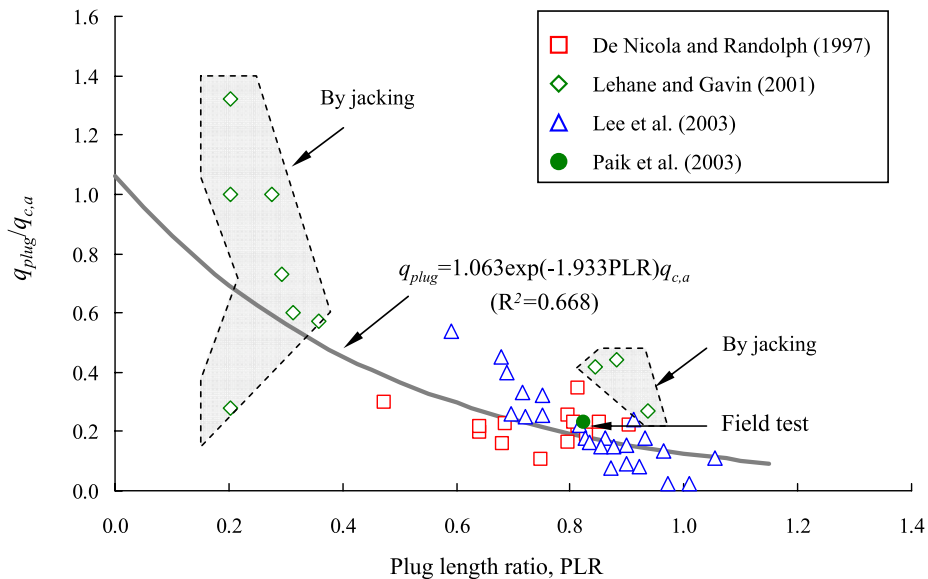 1.6
1.4
1.2
1.0
0.8
0.6
0.4
0.2
0.0
q_plug/q_c,a
De Nicola and Randolph (1997)
Lehane and Gavin (2001)
Lee et al. (2003)
Paik et al. (2003)
By jacking
q_plug=1.063exp(-1.933PLR)q_c,a
(R²=0.668)
By jacking
Field test
0.0 0.2 0.4 0.6 0.8 1.0 1.2 1.4
Plug length ratio, PLR